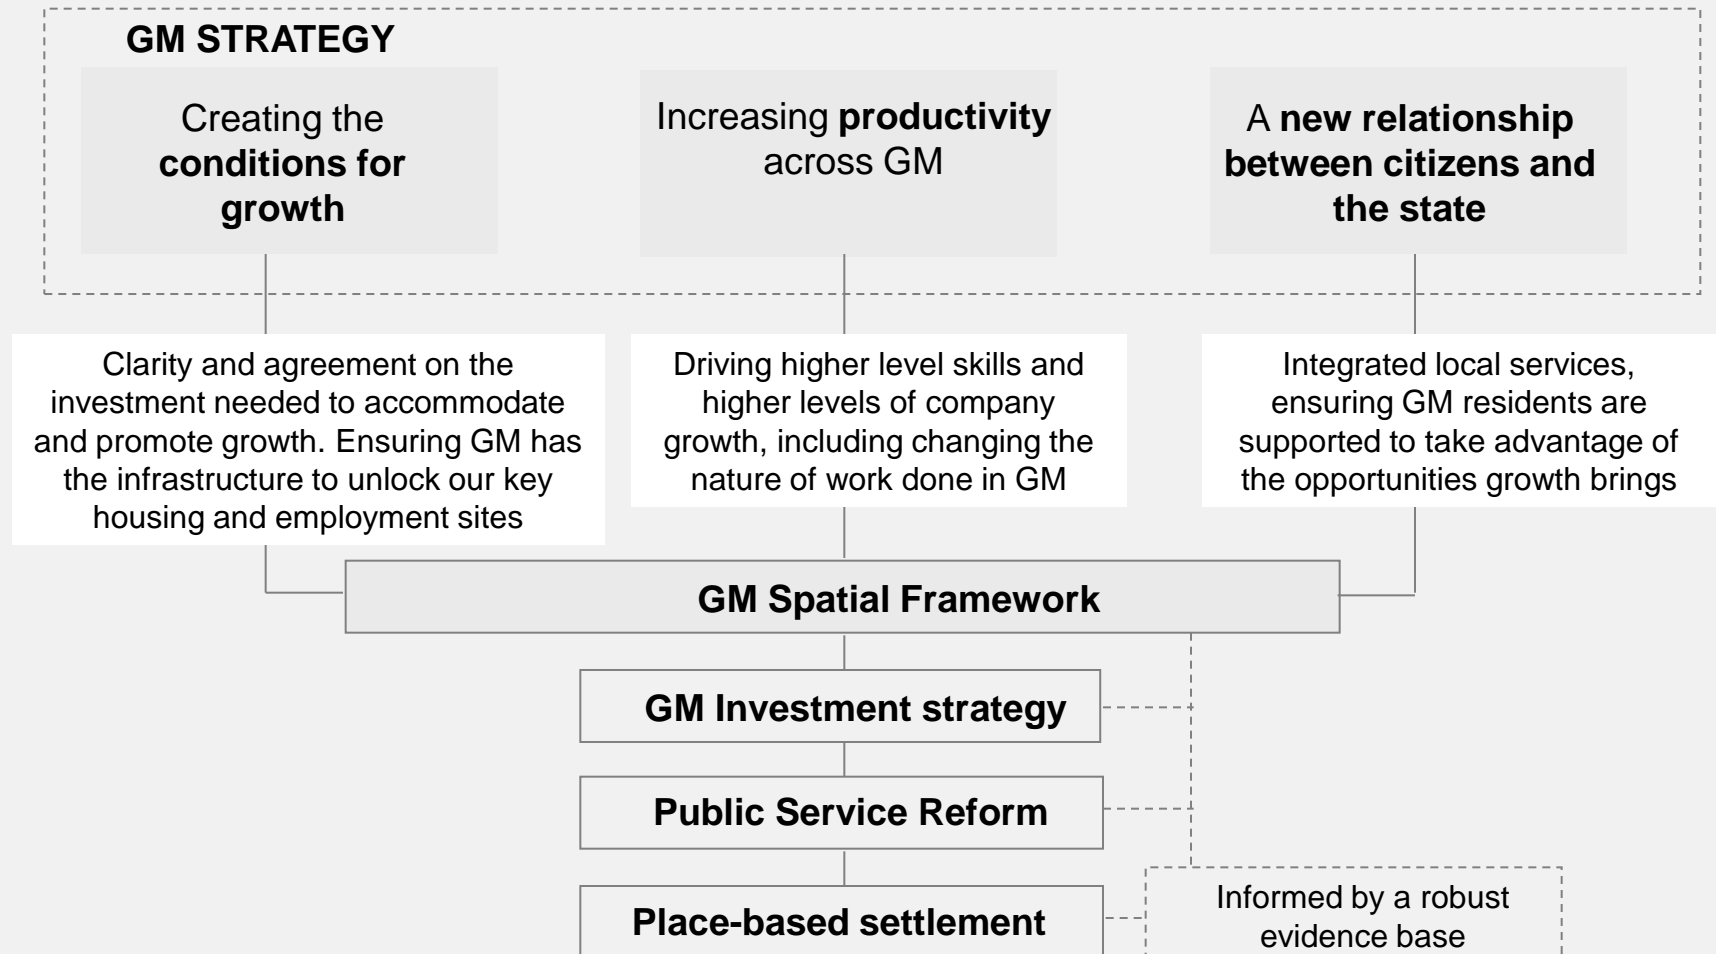 GM STRATEGY
Creating the
conditions for
growth
Increasing productivity
across GM
A new relationship
between citizens and
the state
Clarity and agreement on the
investment needed to accommodate
and promote growth. Ensuring GM has
the infrastructure to unlock our key
housing and employment sites
Driving higher level skills and
higher levels of company
growth, including changing the
nature of work done in GM
Integrated local services,
ensuring GM residents are
supported to take advantage of
the opportunities growth brings
GM Spatial Framework
GM Investment strategy
Public Service Reform
Place-based settlement
Informed by a robust
evidence base